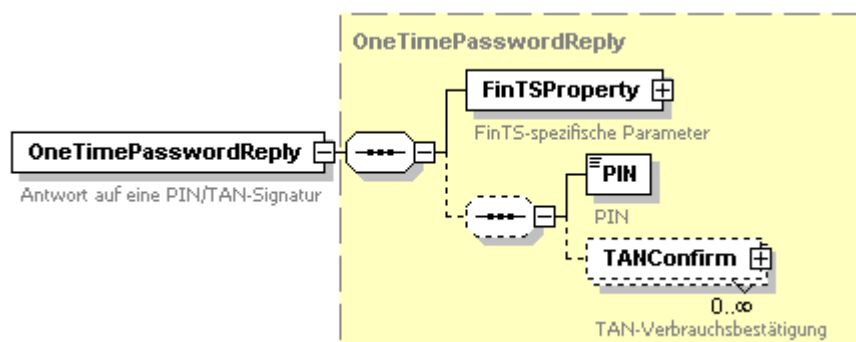 OneTimePasswordReply
FinTSProperty
FinTS-spezifische Parameter
OneTimePasswordReply
Antwort auf eine PIN/TAN-Signatur
PIN
PIN
TANConfirm
0..∞
TAN-Verbrauchsbestätigung